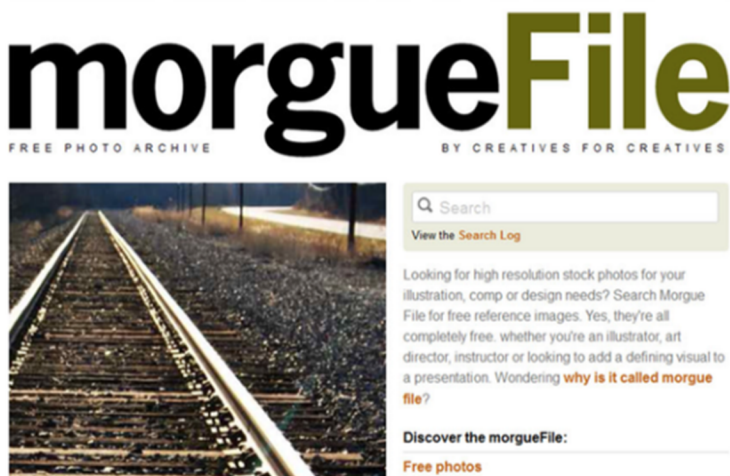 morgueFile
FREE PHOTO ARCHIVE
BY CREATIVES FOR CREATIVES
Search
View the Search Log
Looking for high resolution stock photos for your
illustration, comp or design needs? Search Morgue
File for free reference images. Yes, they're all
completely free. whether you're an illustrator, art
director, instructor or looking to add a defining visual to
a presentation. Wondering why is it called morgue
file?
Discover the morgueFile:
Free photos